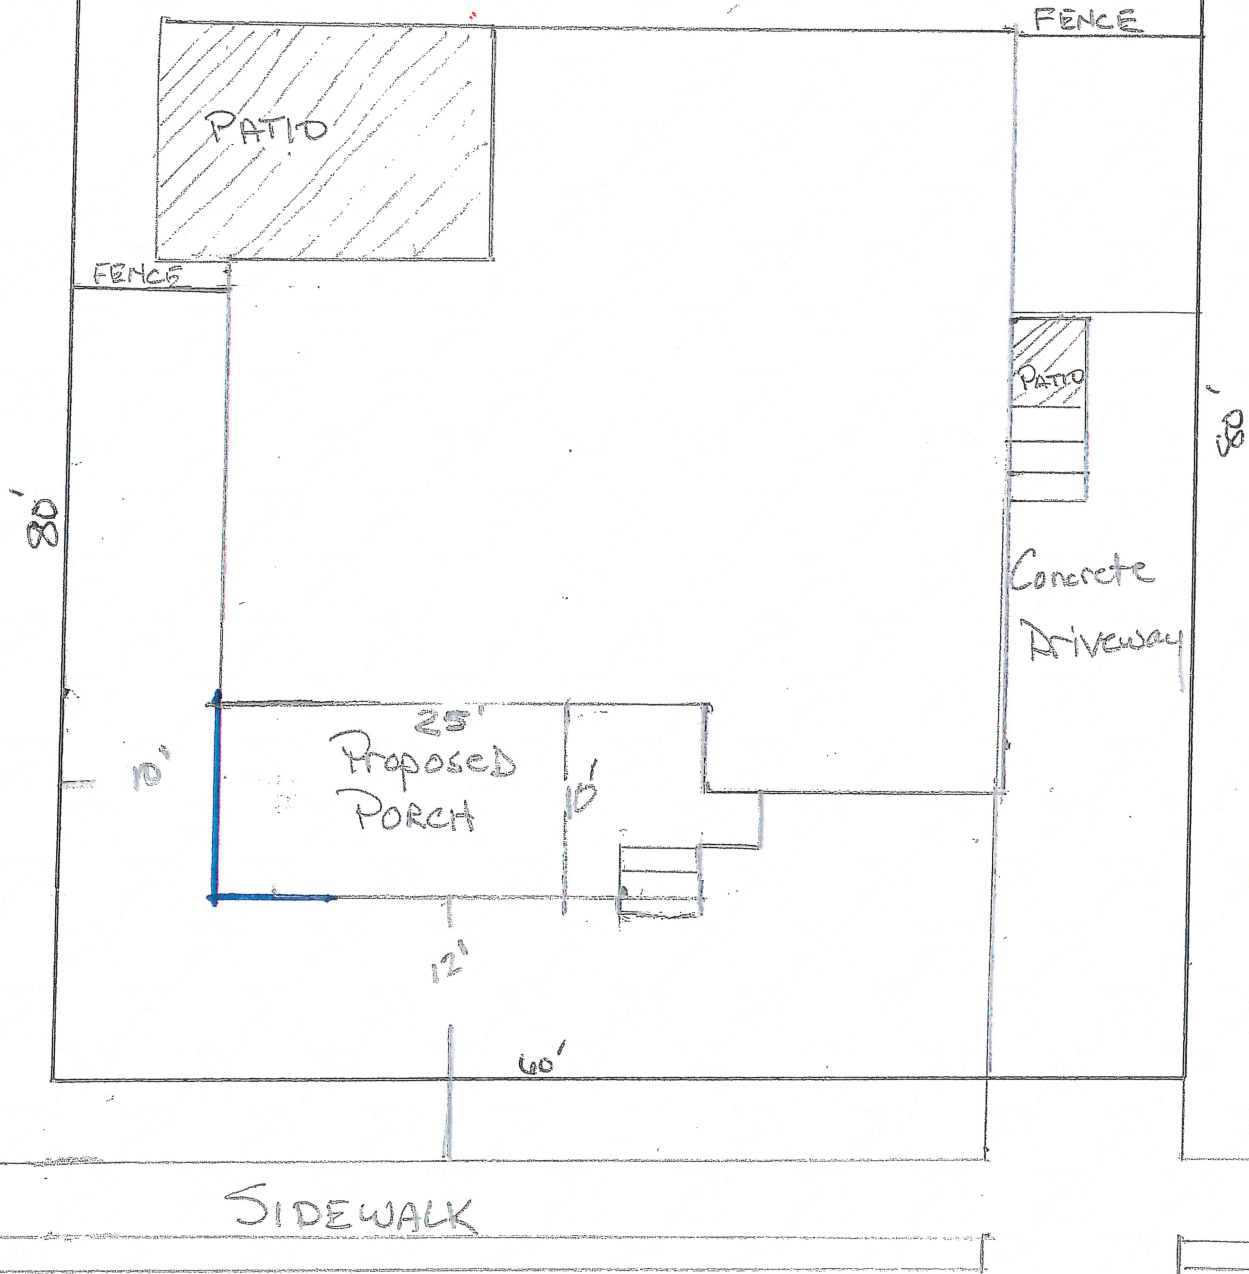 FENCE
PATIO
FENCE
PATIO
80'
80'
Concrete
Driveway
25'
Proposed
PORCH
10'
10'
12'
60'
SIDEWALK